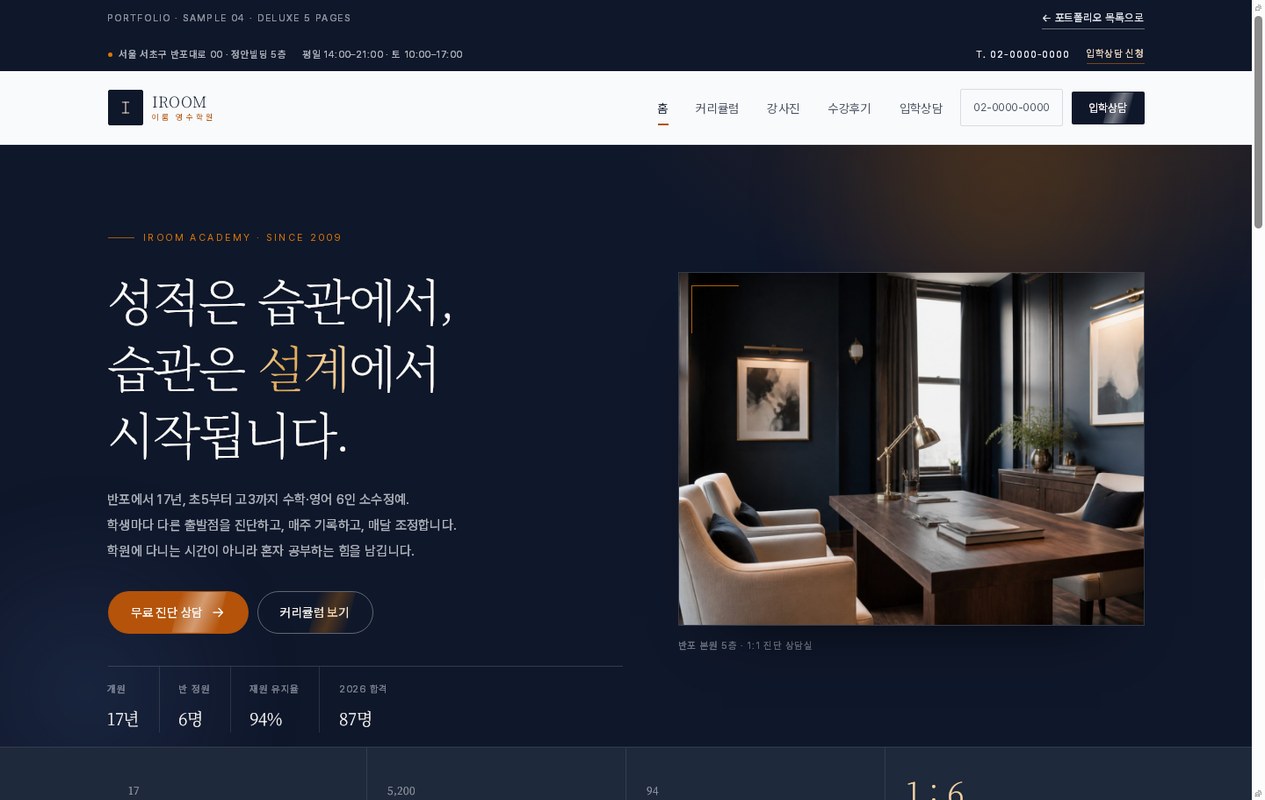 PORTFOLIO · SAMPLE 04 · DELUXE 5 PAGES
← 포트폴리오 목록으로
서울 서초구 반포대로 00 · 정안빌딩 5층 평일 14:00–21:00 · 토 10:00–17:00
T. 02-0000-0000 입학상담 신청
I IROOM
이룸 영수학원
홈 커리큘럼 강사진 수강후기 입학상담 02-0000-0000 입학상담
IROOM ACADEMY · SINCE 2009
성적은 습관에서,
습관은 설계에서
시작됩니다.
반포에서 17년, 초5부터 고3까지 수학·영어 6인 소수정예.
학생마다 다른 출발점을 진단하고, 매주 기록하고, 매달 조정합니다.
학원에 다니는 시간이 아니라 혼자 공부하는 힘을 남깁니다.
무료 진단 상담 →
커리큘럼 보기
반포 본원 5층 · 1:1 진단 상담실
개원 반 정원 재원 유지율 2026 합격
17년 6명 94% 87명
17 5,200 94 1 : 6